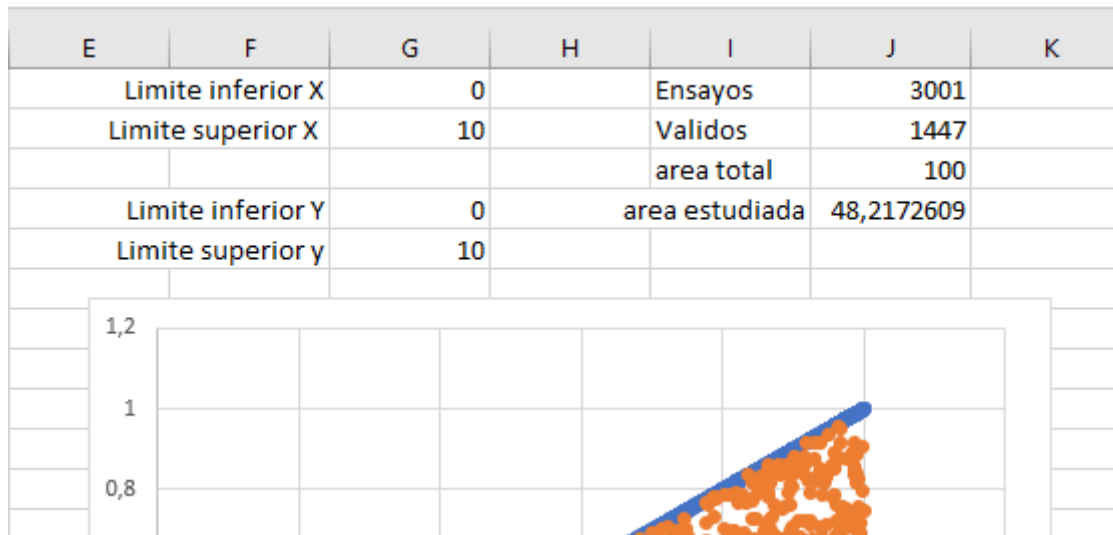 E F G H I J K
Limite inferior X 0 Ensayos 3001
Limite superior X 10 Validos 1447
area total 100
Limite inferior Y 0 area estudiada 48,2172609
Limite superior y 10
1,2
1
0,8